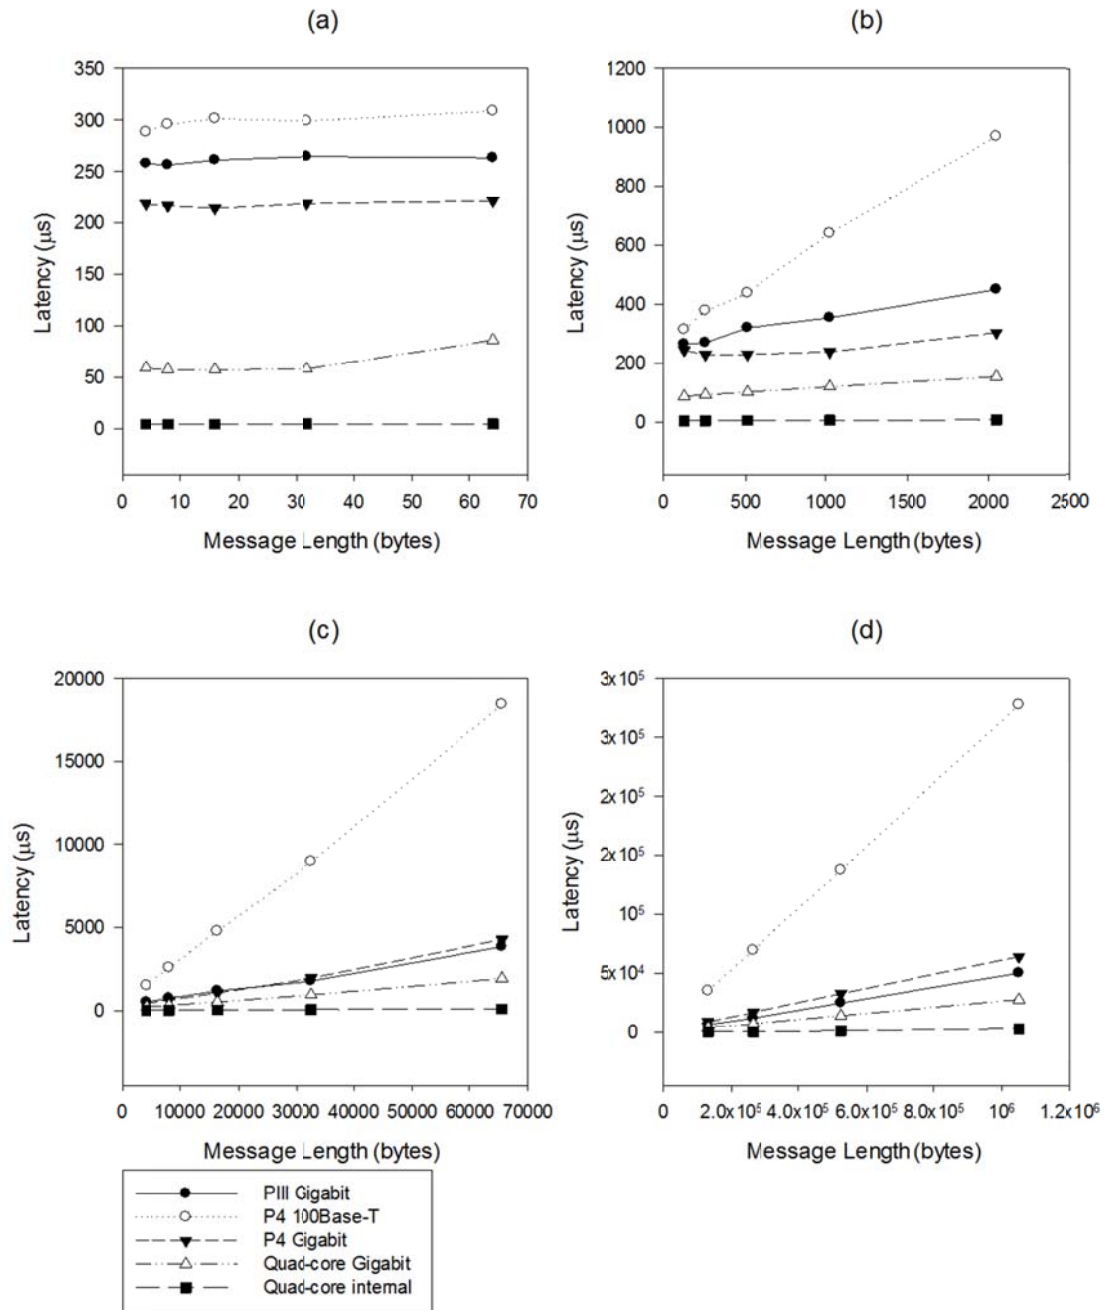 (a)
350
300
250
200
150
100
50
0
Latency (μs)
0 10 20 30 40 50 60 70
Message Length (bytes)
(b)
1200
1000
800
600
400
200
0
Latency (μs)
0 500 1000 1500 2000 2500
Message Length (bytes)
(c)
20000
15000
10000
5000
0
Latency (μs)
0 10000 20000 30000 40000 50000 60000 70000
Message Length (bytes)
(d)
3x10⁵
3x10⁵
2x10⁵
2x10⁵
10⁵
5x10⁴
0
Latency (μs)
0 2.0x10⁵ 4.0x10⁵ 6.0x10⁵ 8.0x10⁵ 10⁶ 1.2x10⁶
Message Length (bytes)
PIII Gigabit
P4 100Base-T
P4 Gigabit
Quad-core Gigabit
Quad-core internal